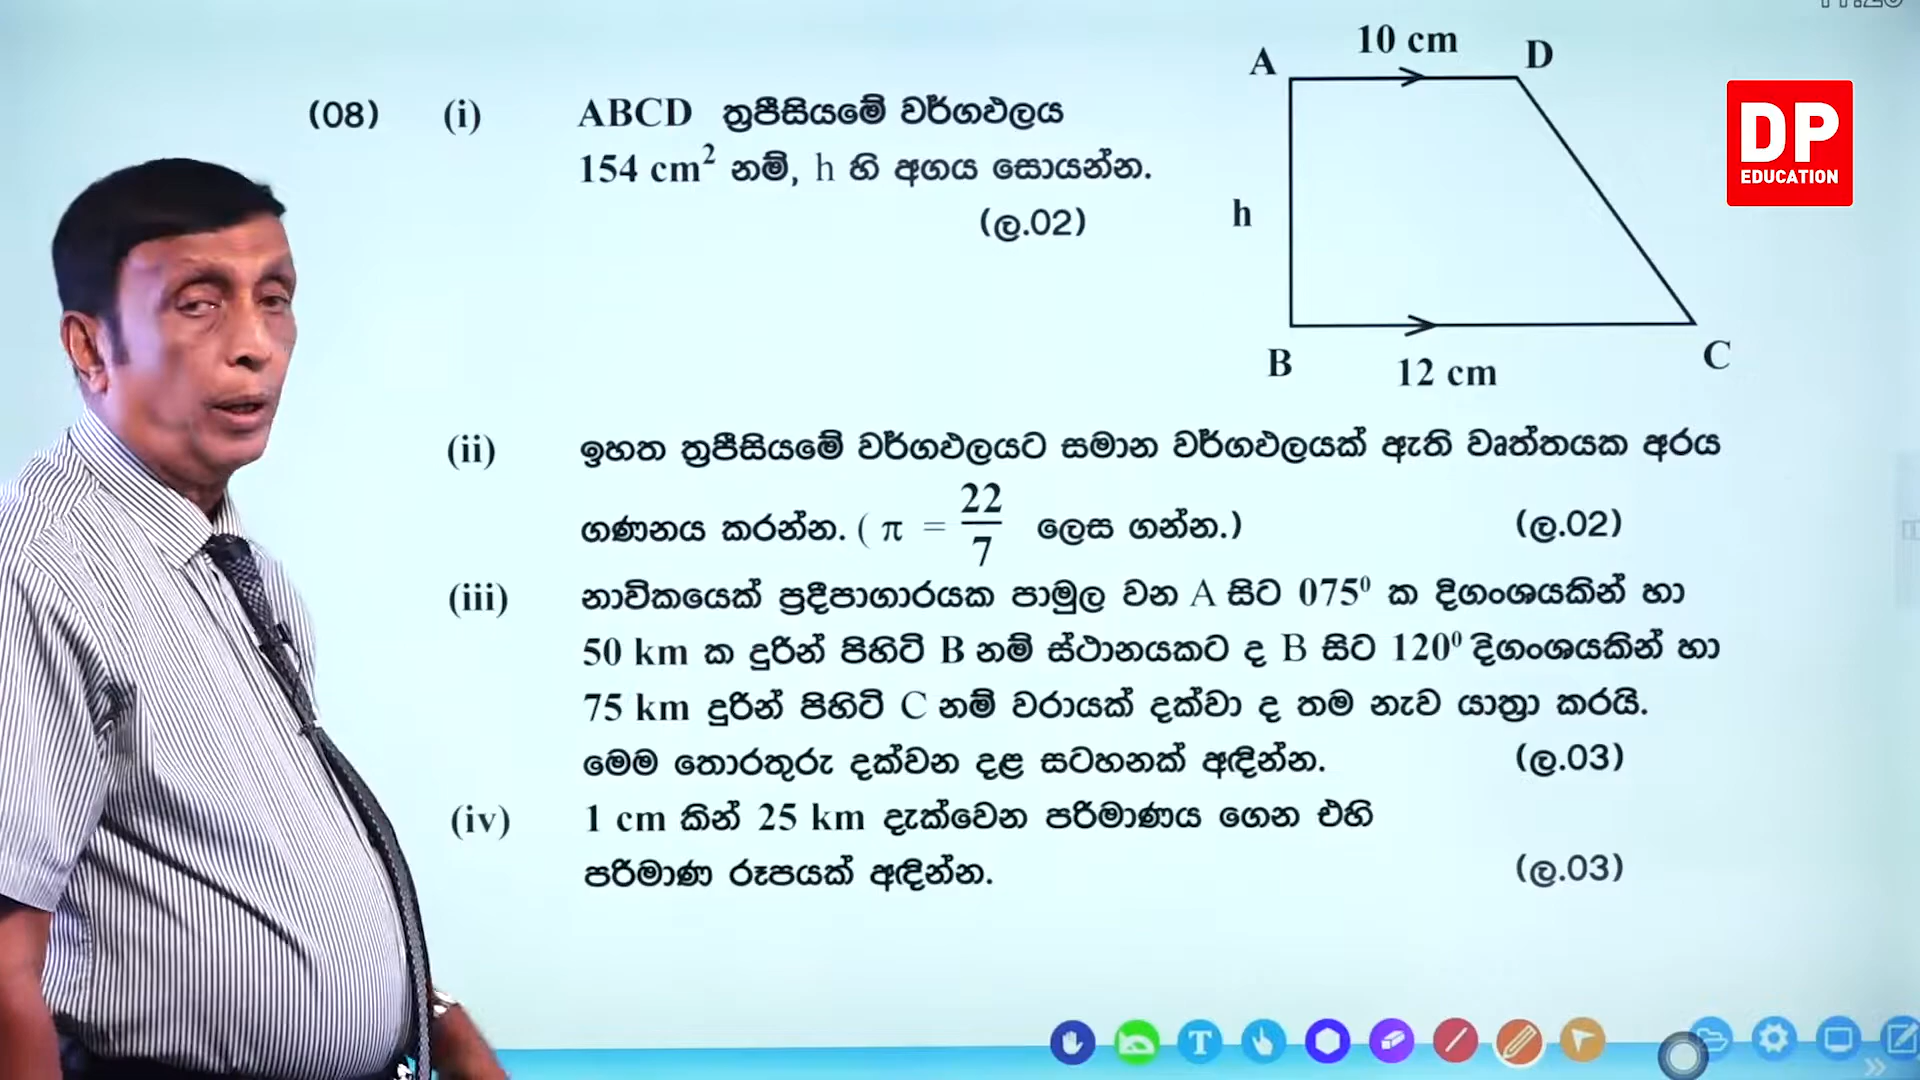 10 cm
A
D
(08) (i) ABCD ත්‍රපීසියමේ වර්ගඵලය
154 cm² නම්, h හි අගය සොයන්න.
(ල.02)
h
B
C
12 cm
DP
EDUCATION
(ii) ඉහත ත්‍රපීසියමේ වර්ගඵලයට සමාන වර්ගඵලයක් ඇති වෘත්තයක අරය
ගණනය කරන්න. ( π = 22/7 ලෙස ගන්න.) (ල.02)
(iii) නාවිකයෙක් ප්‍රදීපාගාරයක පාමුල වන A සිට 075⁰ ක දිගංශයකින් හා
50 km ක දුරින් පිහිටි B නම් ස්ථානයකට ද B සිට 120⁰ දිගංශයකින් හා
75 km දුරින් පිහිටි C නම් වරායක් දක්වා ද තම නැව යාත්‍රා කරයි.
මෙම තොරතුරු දක්වන දළ සටහනක් අඳින්න. (ල.03)
(iv) 1 cm කින් 25 km දැක්වෙන පරිමාණය ගෙන එහි
පරිමාණ රූපයක් අඳින්න. (ල.03)
T